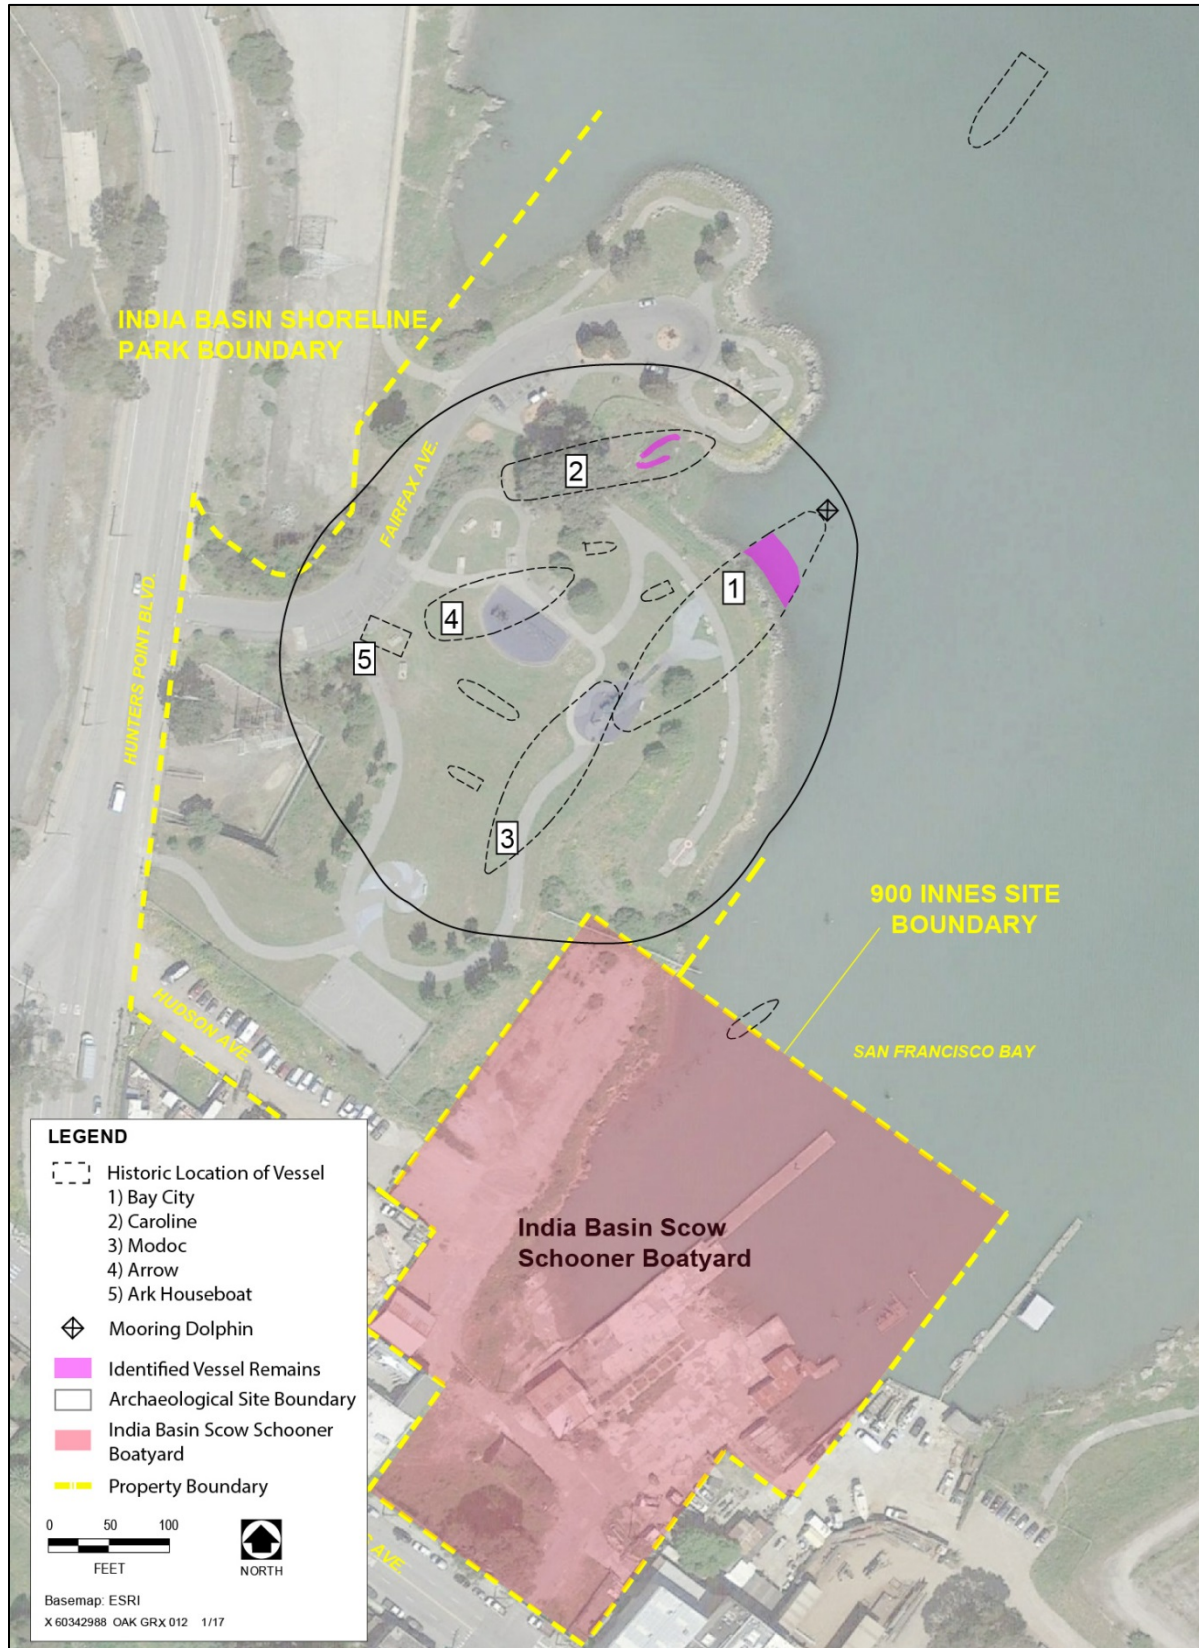 INDIA BASIN SHORELINE
PARK BOUNDARY
FAIRFAX AVE.
2
1
4
5
HUNTERS POINT BLVD.
3
900 INNES SITE
BOUNDARY
HUDSON AVE.
SAN FRANCISCO BAY
India Basin Scow
Schooner Boatyard
AVE.
LEGEND
Historic Location of Vessel
1) Bay City
2) Caroline
3) Modoc
4) Arrow
5) Ark Houseboat
Mooring Dolphin
Identified Vessel Remains
Archaeological Site Boundary
India Basin Scow Schooner
Boatyard
Property Boundary
0 50 100
FEET
NORTH
Basemap: ESRI
X 60342988 OAK GRX 012 1/17